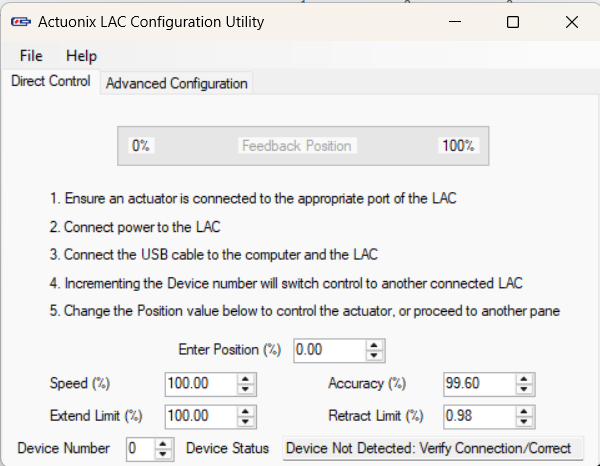 Actuonix LAC Configuration Utility
File Help
Direct Control Advanced Configuration
0% Feedback Position 100%
1. Ensure an actuator is connected to the appropriate port of the LAC
2. Connect power to the LAC
3. Connect the USB cable to the computer and the LAC
4. Incrementing the Device number will switch control to another connected LAC
5. Change the Position value below to control the actuator, or proceed to another pane
Enter Position (%) 0.00
Speed (%) 100.00 Accuracy (%) 99.60
Extend Limit (%) 100.00 Retract Limit (%) 0.98
Device Number 0 Device Status Device Not Detected: Verify Connection/Correct